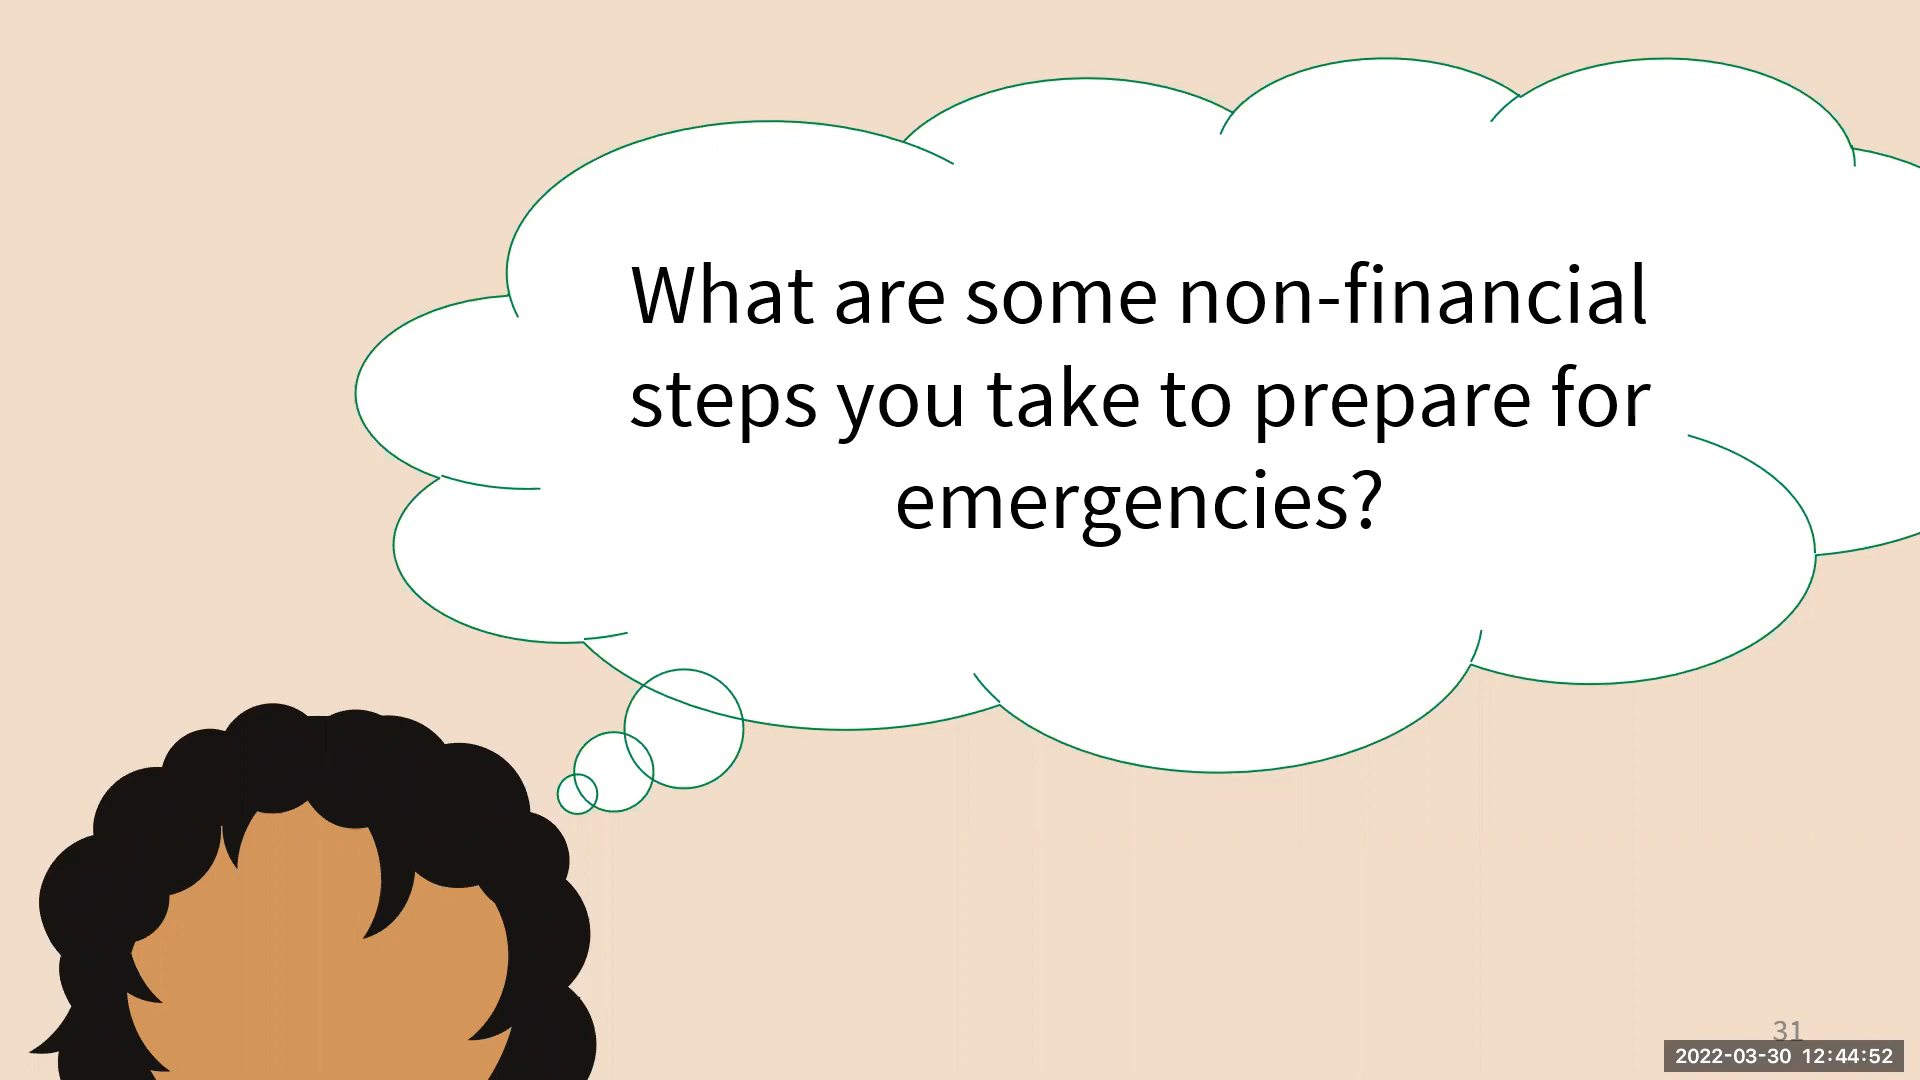 What are some non-financial
steps you take to prepare for
emergencies?
31
2022-03-30 12:44:52